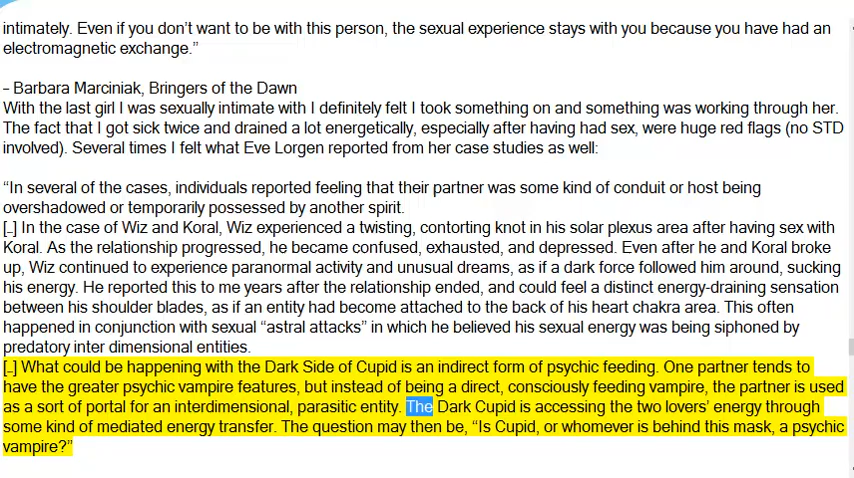 intimately. Even if you don’t want to be with this person, the sexual experience stays with you because you have had an
electromagnetic exchange.”
– Barbara Marciniak, Bringers of the Dawn
With the last girl I was sexually intimate with I definitely felt I took something on and something was working through her.
The fact that I got sick twice and drained a lot energetically, especially after having had sex, were huge red flags (no STD
involved). Several times I felt what Eve Lorgen reported from her case studies as well:
“In several of the cases, individuals reported feeling that their partner was some kind of conduit or host being
overshadowed or temporarily possessed by another spirit.
[..] In the case of Wiz and Koral, Wiz experienced a twisting, contorting knot in his solar plexus area after having sex with
Koral. As the relationship progressed, he became confused, exhausted, and depressed. Even after he and Koral broke
up, Wiz continued to experience paranormal activity and unusual dreams, as if a dark force followed him around, sucking
his energy. He reported this to me years after the relationship ended, and could feel a distinct energy-draining sensation
between his shoulder blades, as if an entity had become attached to the back of his heart chakra area. This often
happened in conjunction with sexual “astral attacks” in which he believed his sexual energy was being siphoned by
predatory inter dimensional entities.
[..] What could be happening with the Dark Side of Cupid is an indirect form of psychic feeding. One partner tends to
have the greater psychic vampire features, but instead of being a direct, consciously feeding vampire, the partner is used
as a sort of portal for an interdimensional, parasitic entity. The Dark Cupid is accessing the two lovers’ energy through
some kind of mediated energy transfer. The question may then be, “Is Cupid, or whomever is behind this mask, a psychic
vampire?”